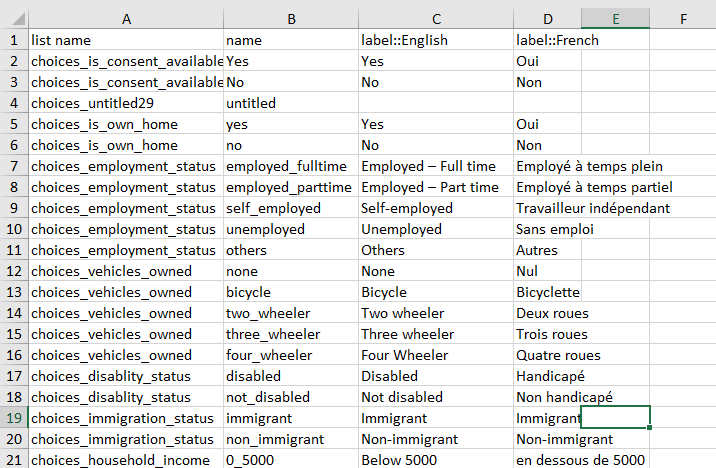 A B C D E F
1 list name name label::English label::French
2 choices_is_consent_available Yes Yes Oui
3 choices_is_consent_available No No Non
4 choices_untitled29 untitled
5 choices_is_own_home yes Yes Oui
6 choices_is_own_home no No Non
7 choices_employment_status employed_fulltime Employed – Full time Employé à temps plein
8 choices_employment_status employed_parttime Employed – Part time Employé à temps partiel
9 choices_employment_status self_employed Self-employed Travailleur indépendant
10 choices_employment_status unemployed Unemployed Sans emploi
11 choices_employment_status others Others Autres
12 choices_vehicles_owned none None Nul
13 choices_vehicles_owned bicycle Bicycle Bicyclette
14 choices_vehicles_owned two_wheeler Two wheeler Deux roues
15 choices_vehicles_owned three_wheeler Three wheeler Trois roues
16 choices_vehicles_owned four_wheeler Four Wheeler Quatre roues
17 choices_disablity_status disabled Disabled Handicapé
18 choices_disablity_status not_disabled Not disabled Non handicapé
19 choices_immigration_status immigrant Immigrant Immigrant
20 choices_immigration_status non_immigrant Non-immigrant Non-immigrant
21 choices_household_income 0_5000 Below 5000 en dessous de 5000